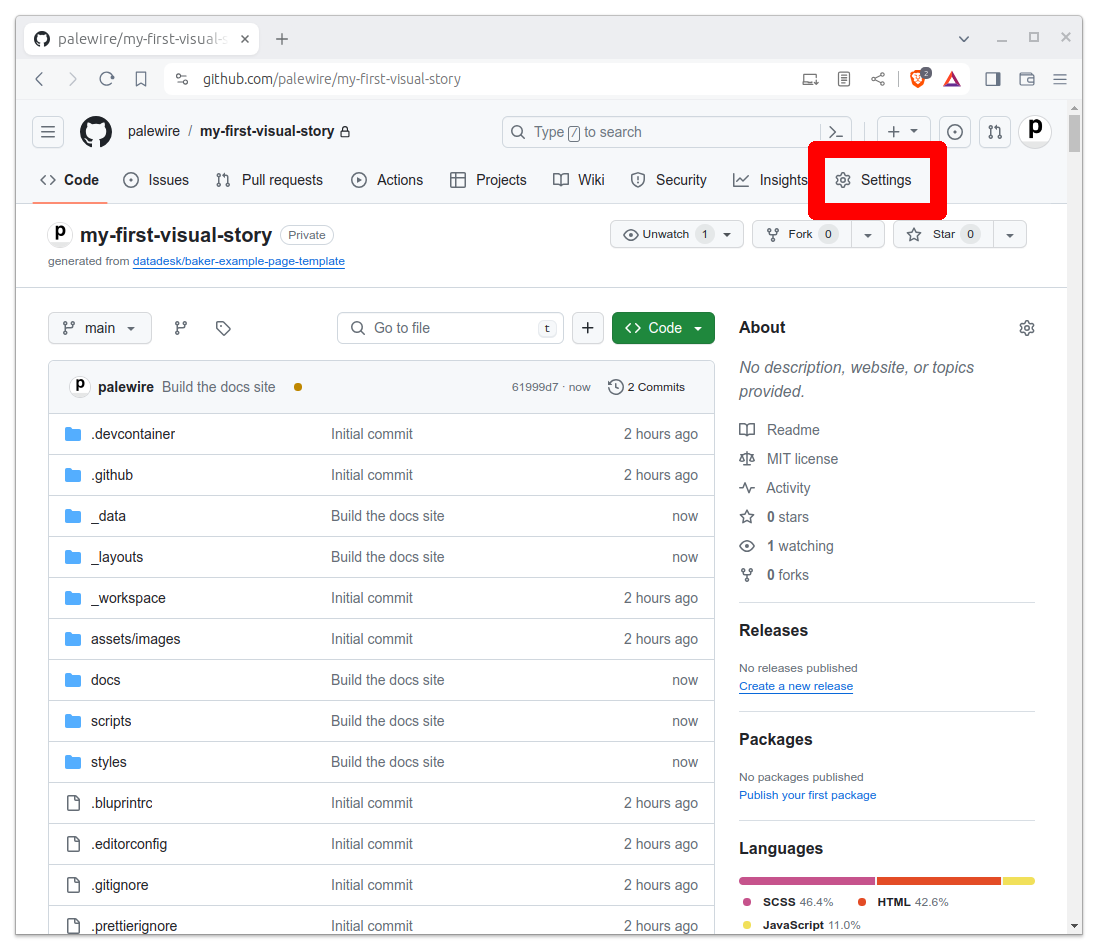 palewire/my-first-visual-s
github.com/palewire/my-first-visual-story
2
palewire / my-first-visual-story
Type / to search
p
Code Issues Pull requests Actions Projects Wiki Security Insights Settings
p my-first-visual-story Private
Unwatch 1 Fork 0 Star 0
generated from datadesk/baker-example-page-template
main
Go to file t
Code
p palewire Build the docs site 61999d7 · now 2 Commits
.devcontainer Initial commit 2 hours ago
.github Initial commit 2 hours ago
_data Build the docs site now
_layouts Build the docs site now
_workspace Initial commit 2 hours ago
assets/images Initial commit 2 hours ago
docs Build the docs site now
scripts Build the docs site now
styles Build the docs site now
.bluprintrc Initial commit 2 hours ago
.editorconfig Initial commit 2 hours ago
.gitignore Initial commit 2 hours ago
.prettierignore Initial commit 2 hours ago
About
No description, website, or topics
provided.
Readme
MIT license
Activity
0 stars
1 watching
0 forks
Releases
No releases published
Create a new release
Packages
No packages published
Publish your first package
Languages
SCSS 46.4% HTML 42.6%
JavaScript 11.0%